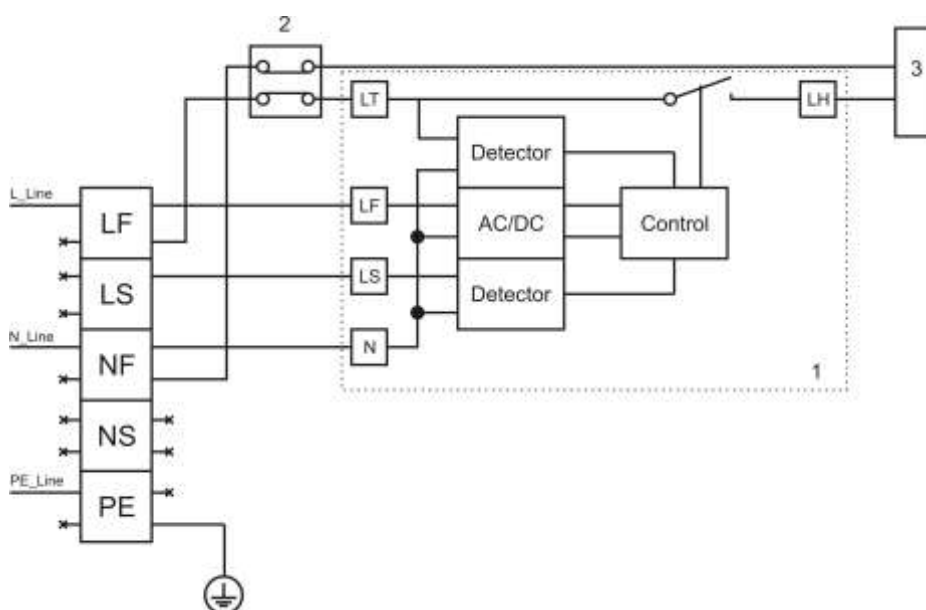 2
3
LT
LH
Detector
L_Line
LF
LF
AC/DC
Control
LS
LS
Detector
N_Line
NF
N
1
NS
PE_Line
PE